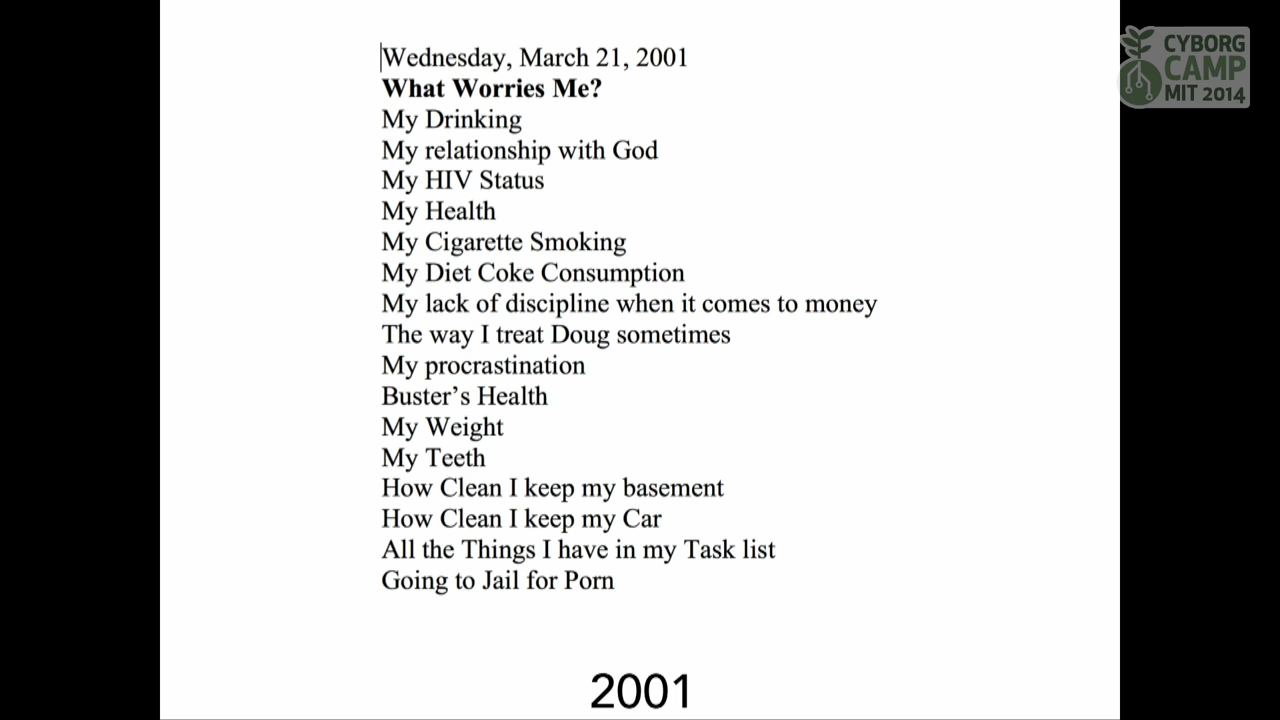 Wednesday, March 21, 2001
What Worries Me?
My Drinking
My relationship with God
My HIV Status
My Health
My Cigarette Smoking
My Diet Coke Consumption
My lack of discipline when it comes to money
The way I treat Doug sometimes
My procrastination
Buster’s Health
My Weight
My Teeth
How Clean I keep my basement
How Clean I keep my Car
All the Things I have in my Task list
Going to Jail for Porn
2001
CYBORG
CAMP
MIT 2014